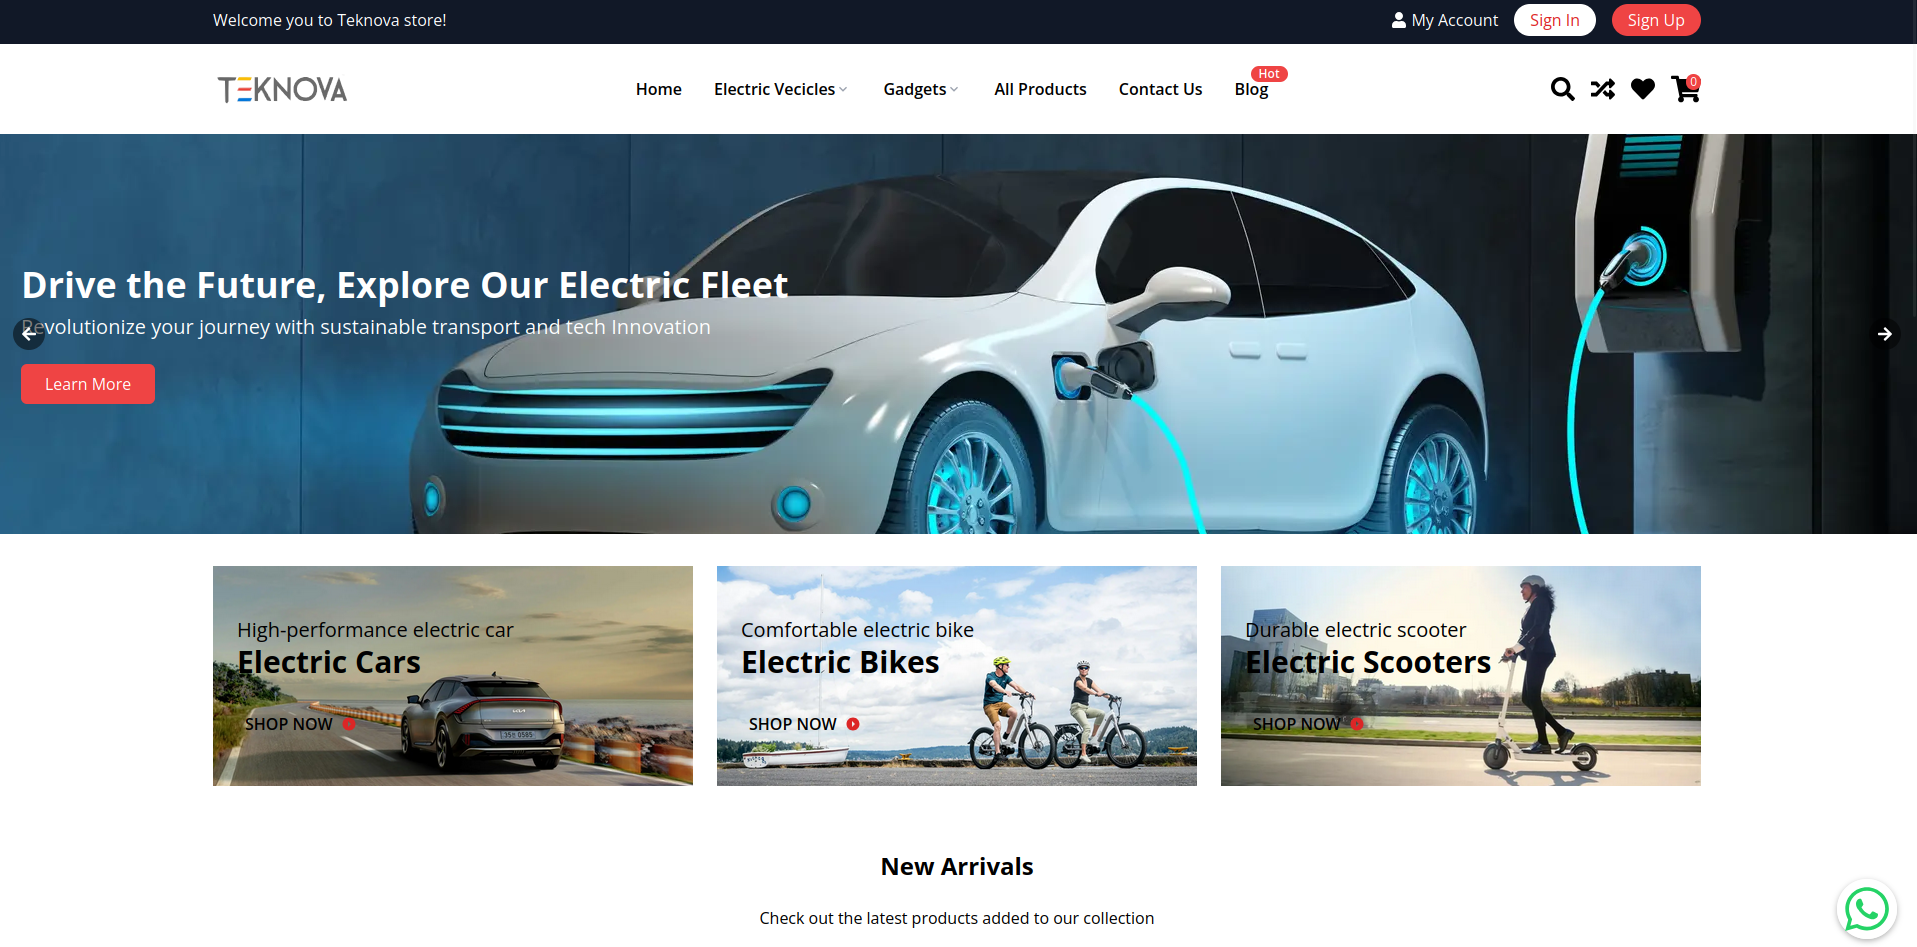 Welcome you to Teknova store!
My Account
Sign In
Sign Up
TEKNOVA
Home
Electric Vecicles
Gadgets
All Products
Contact Us
Blog
Hot
0
Drive the Future, Explore Our Electric Fleet
Revolutionize your journey with sustainable transport and tech Innovation
Learn More
High-performance electric car
Electric Cars
SHOP NOW
Comfortable electric bike
Electric Bikes
SHOP NOW
Durable electric scooter
Electric Scooters
SHOP NOW
New Arrivals
Check out the latest products added to our collection